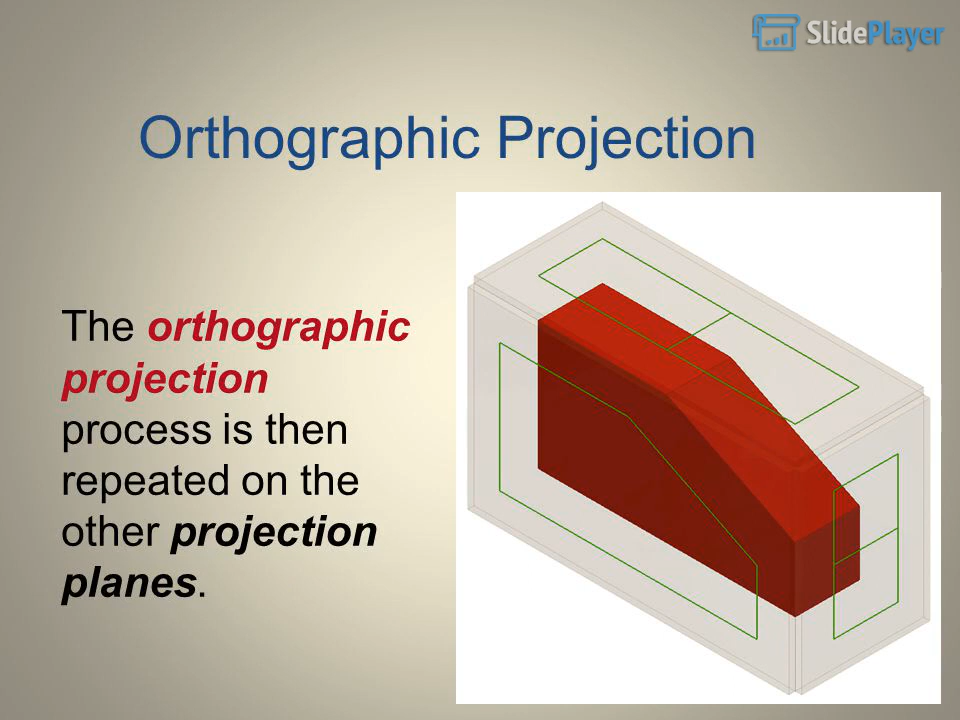 SlidePlayer
Orthographic Projection
The orthographic
projection
process is then
repeated on the
other projection
planes.